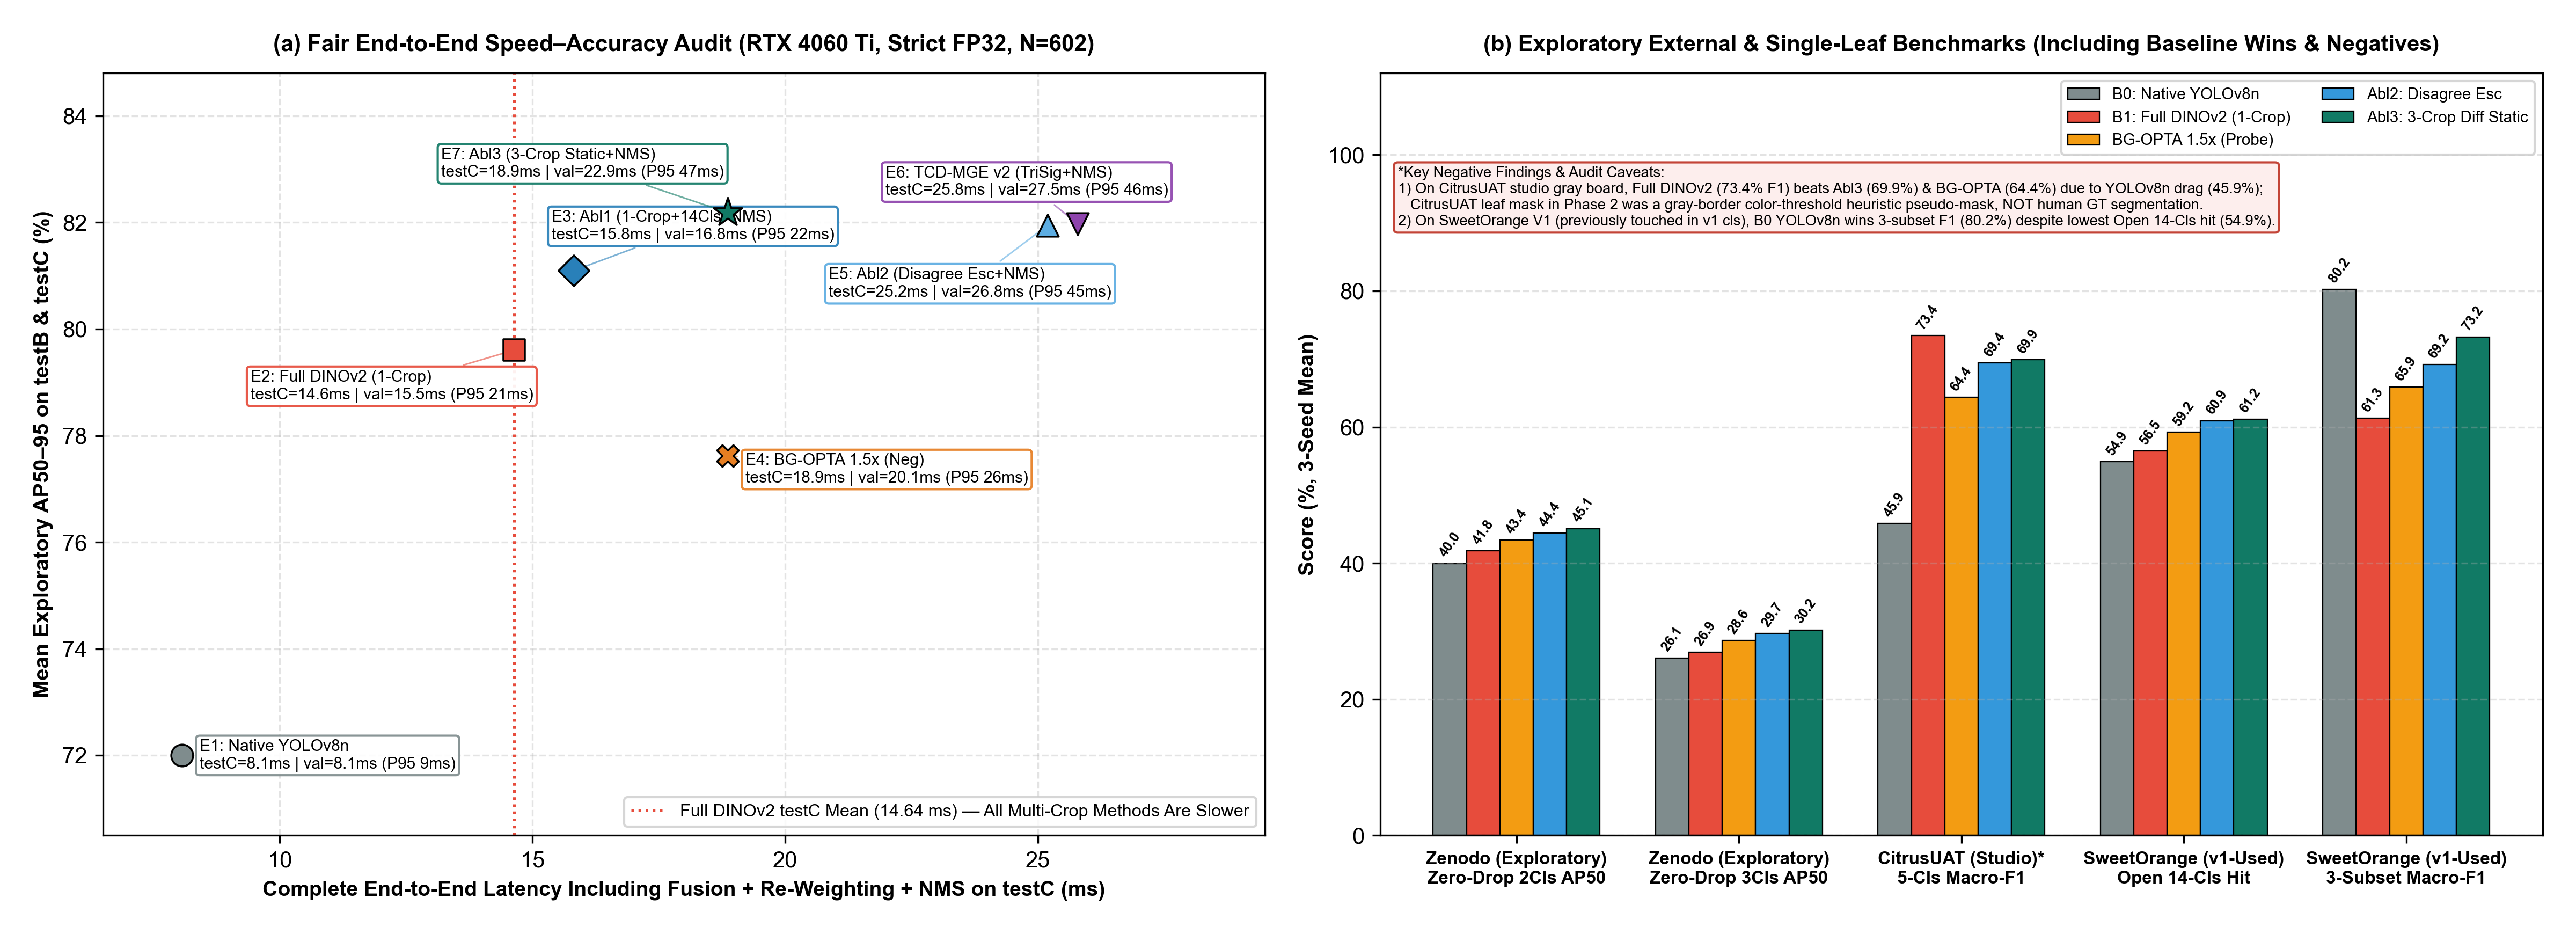 (a) Fair End-to-End Speed–Accuracy Audit (RTX 4060 Ti, Strict FP32, N=602)
Mean Exploratory AP50–95 on testB & testC (%)
84
82
80
78
76
74
72
E7: Abl3 (3-Crop Static+NMS)
testC=18.9ms | val=22.9ms (P95 47ms)
E6: TCD-MGE v2 (TriSig+NMS)
testC=25.8ms | val=27.5ms (P95 46ms)
E3: Abl1 (1-Crop+14Cls NMS)
testC=15.8ms | val=16.8ms (P95 22ms)
E5: Abl2 (Disagree Esc+NMS)
testC=25.2ms | val=26.8ms (P95 45ms)
E2: Full DINOv2 (1-Crop)
testC=14.6ms | val=15.5ms (P95 21ms)
E4: BG-OPTA 1.5x (Neg)
testC=18.9ms | val=20.1ms (P95 26ms)
E1: Native YOLOv8n
testC=8.1ms | val=8.1ms (P95 9ms)
Full DINOv2 testC Mean (14.64 ms) — All Multi-Crop Methods Are Slower
10 15 20 25
Complete End-to-End Latency Including Fusion + Re-Weighting + NMS on testC (ms)
(b) Exploratory External & Single-Leaf Benchmarks (Including Baseline Wins & Negatives)
Score (%, 3-Seed Mean)
100
80
60
40
20
0
B0: Native YOLOv8n
B1: Full DINOv2 (1-Crop)
BG-OPTA 1.5x (Probe)
Abl2: Disagree Esc
Abl3: 3-Crop Diff Static
*Key Negative Findings & Audit Caveats:
1) On CitrusUAT studio gray board, Full DINOv2 (73.4% F1) beats Abl3 (69.9%) & BG-OPTA (64.4%) due to YOLOv8n drag (45.9%);
CitrusUAT leaf mask in Phase 2 was a gray-border color-threshold heuristic pseudo-mask, NOT human GT segmentation.
2) On SweetOrange V1 (previously touched in v1 cls), B0 YOLOv8n wins 3-subset F1 (80.2%) despite lowest Open 14-Cls hit (54.9%).
40.0 41.8 43.4 44.4 45.1
26.1 26.9 28.6 29.7 30.2
45.9 73.4 64.4 69.4 69.9
54.9 56.5 59.2 60.9 61.2
80.2 61.3 65.9 69.2 73.2
Zenodo (Exploratory)
Zero-Drop 2Cls AP50
Zenodo (Exploratory)
Zero-Drop 3Cls AP50
CitrusUAT (Studio)*
5-Cls Macro-F1
SweetOrange (v1-Used)
Open 14-Cls Hit
SweetOrange (v1-Used)
3-Subset Macro-F1